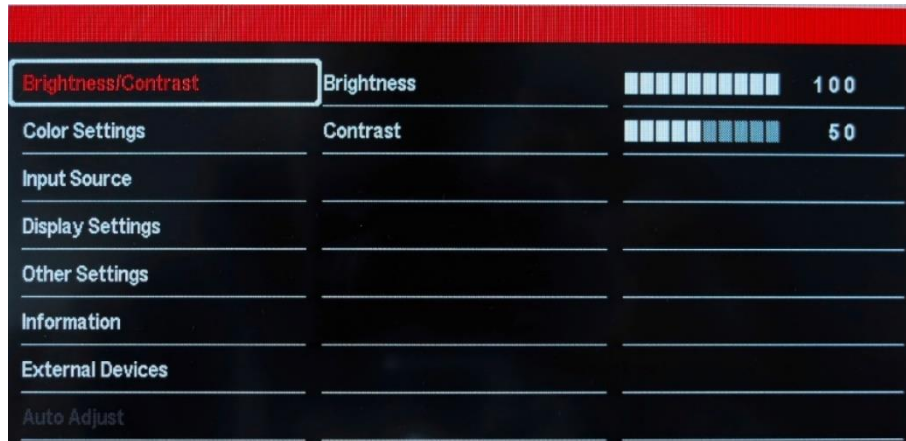 Brightness/Contrast Brightness 100
Color Settings Contrast 50
Input Source
Display Settings
Other Settings
Information
External Devices
Auto Adjust